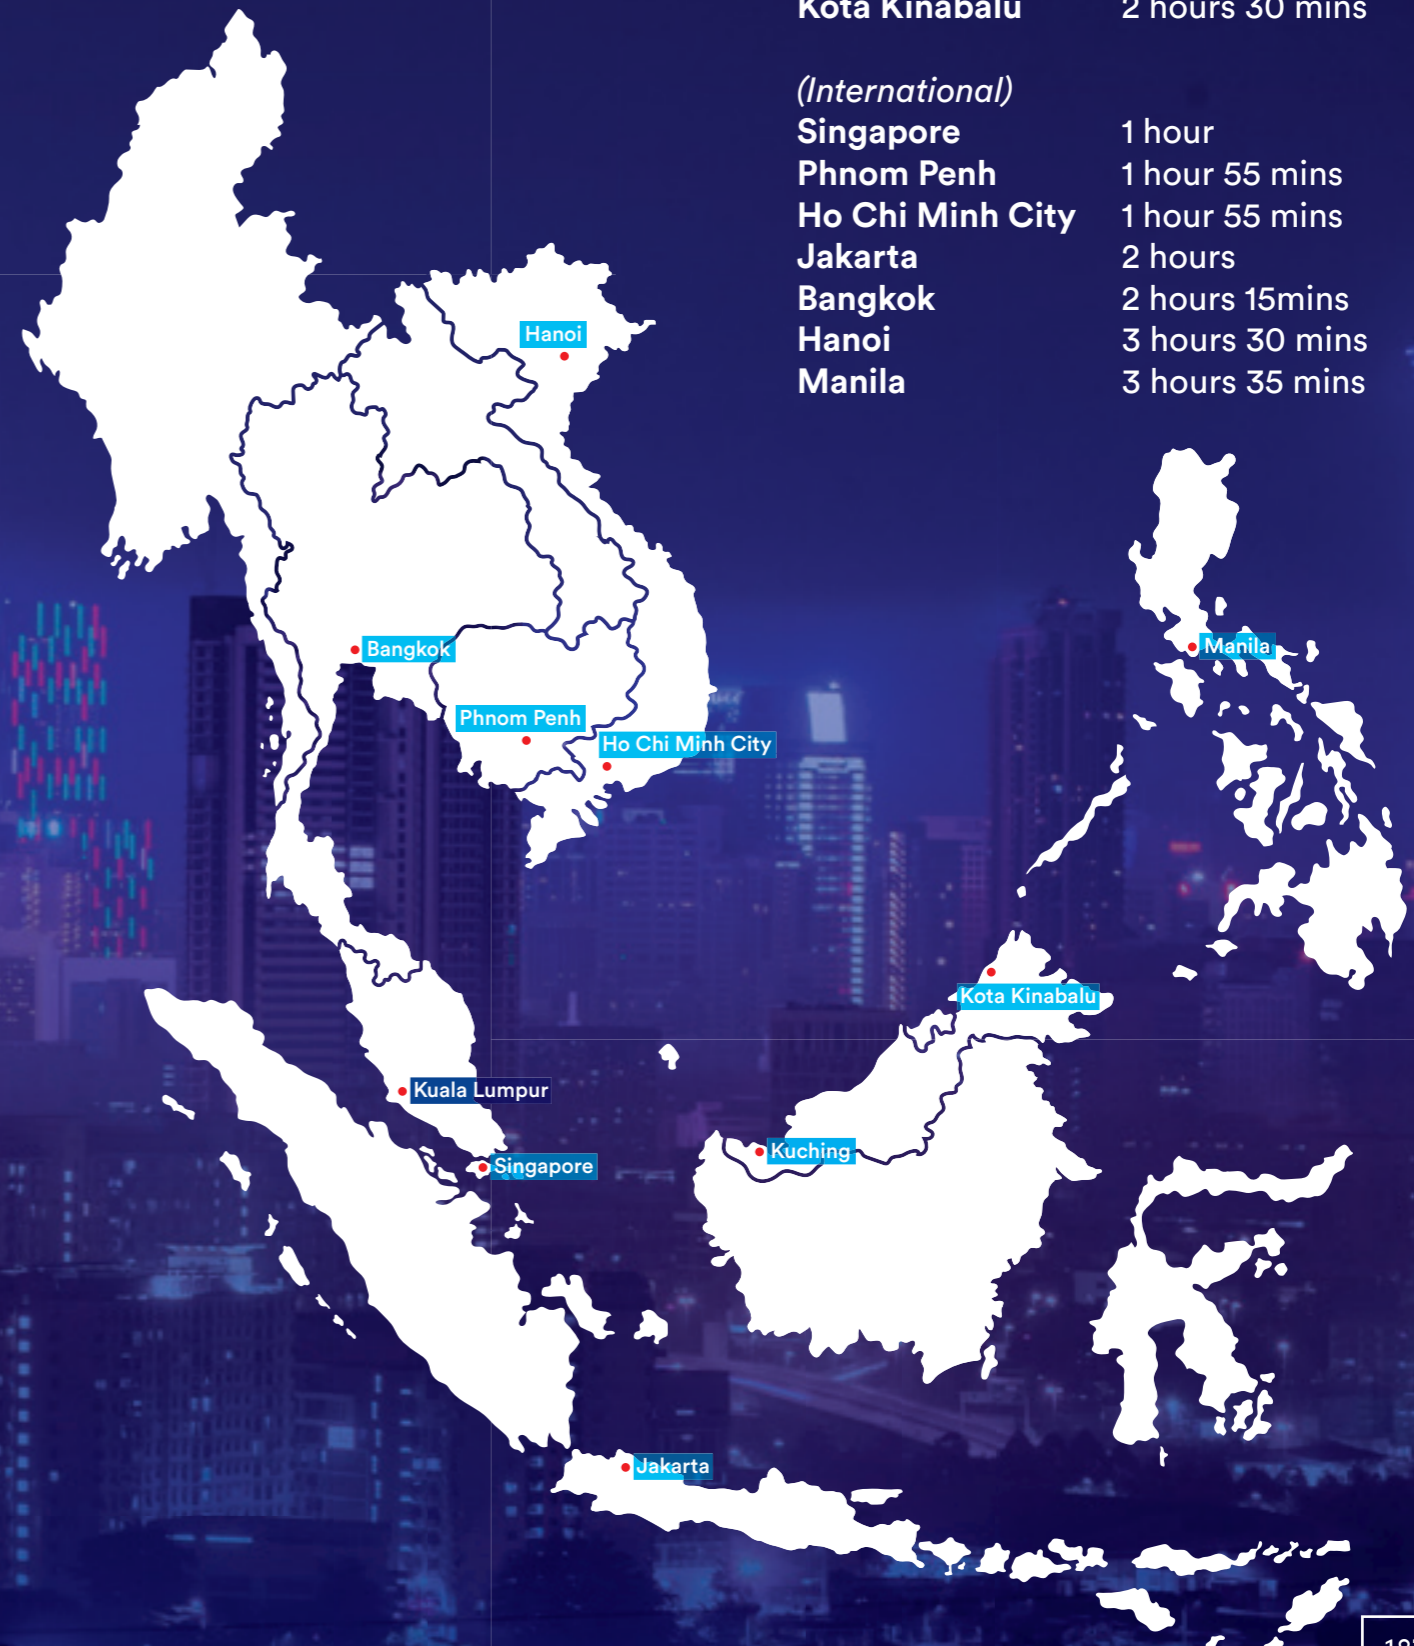 Kota Kinabalu 2 hours 30 mins
(International)
Singapore 1 hour
Phnom Penh 1 hour 55 mins
Ho Chi Minh City 1 hour 55 mins
Jakarta 2 hours
Bangkok 2 hours 15mins
Hanoi 3 hours 30 mins
Manila 3 hours 35 mins
Hanoi
Bangkok
Manila
Phnom Penh
Ho Chi Minh City
Kota Kinabalu
Kuala Lumpur
Kuching
Singapore
Jakarta